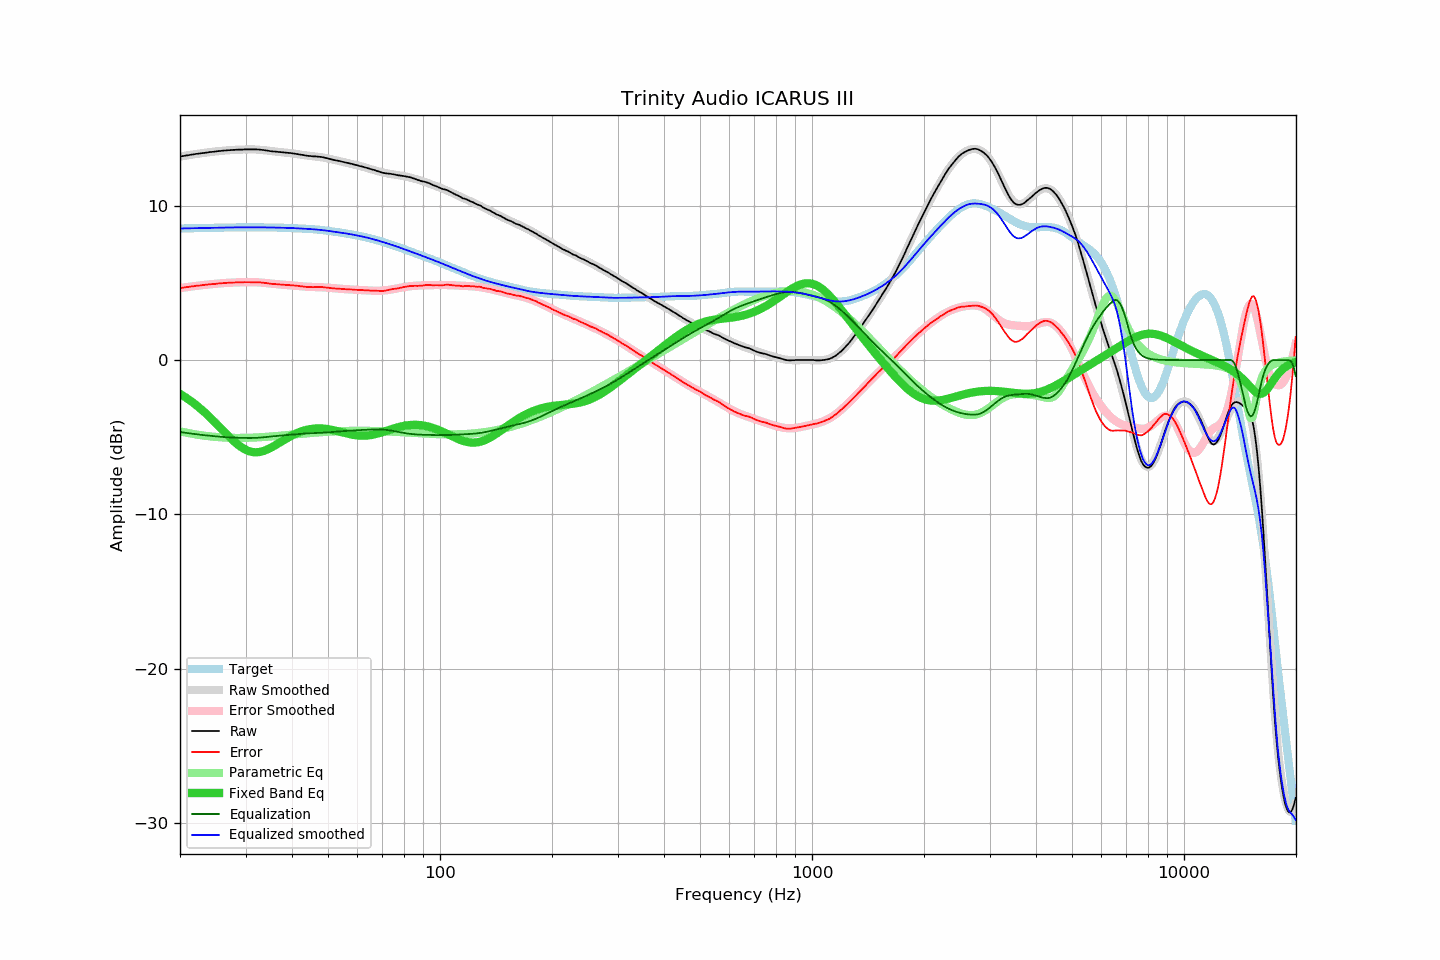 Trinity Audio ICARUS III
10
0
−10
−20
−30
Amplitude (dBr)
Target
Raw Smoothed
Error Smoothed
Raw
Error
Parametric Eq
Fixed Band Eq
Equalization
Equalized smoothed
100
1000
10000
Frequency (Hz)